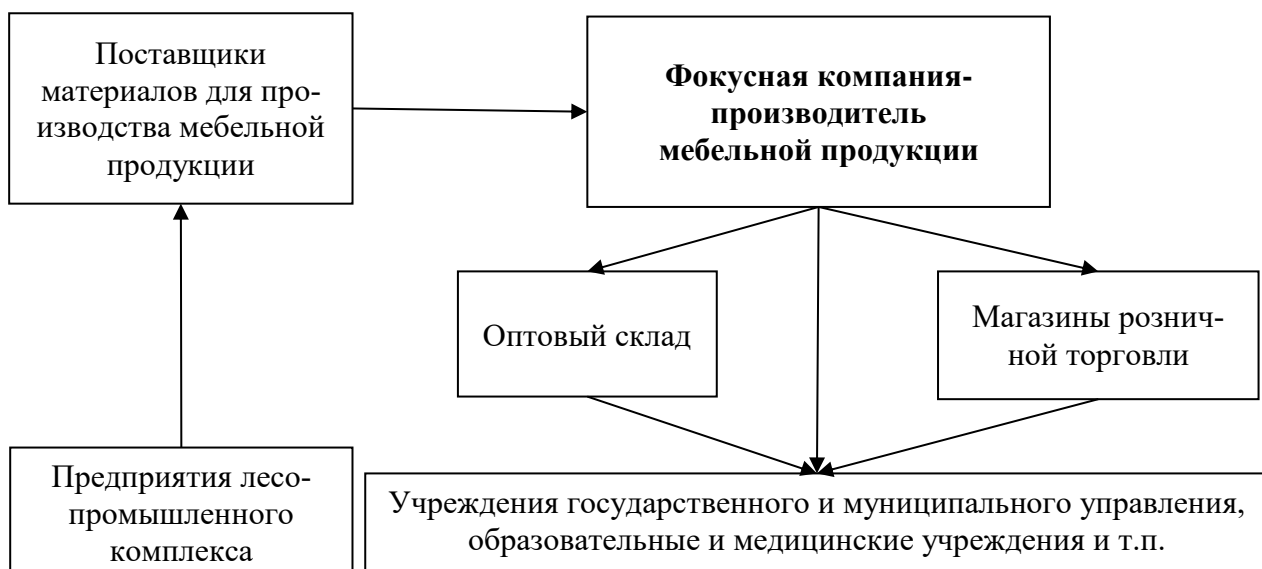 Поставщики
материалов для про-
изводства мебельной
продукции
Фокусная компания-
производитель
мебельной продукции
Оптовый склад
Магазины рознич-
ной торговли
Предприятия лесо-
промышленного
комплекса
Учреждения государственного и муниципального управления,
образовательные и медицинские учреждения и т.п.